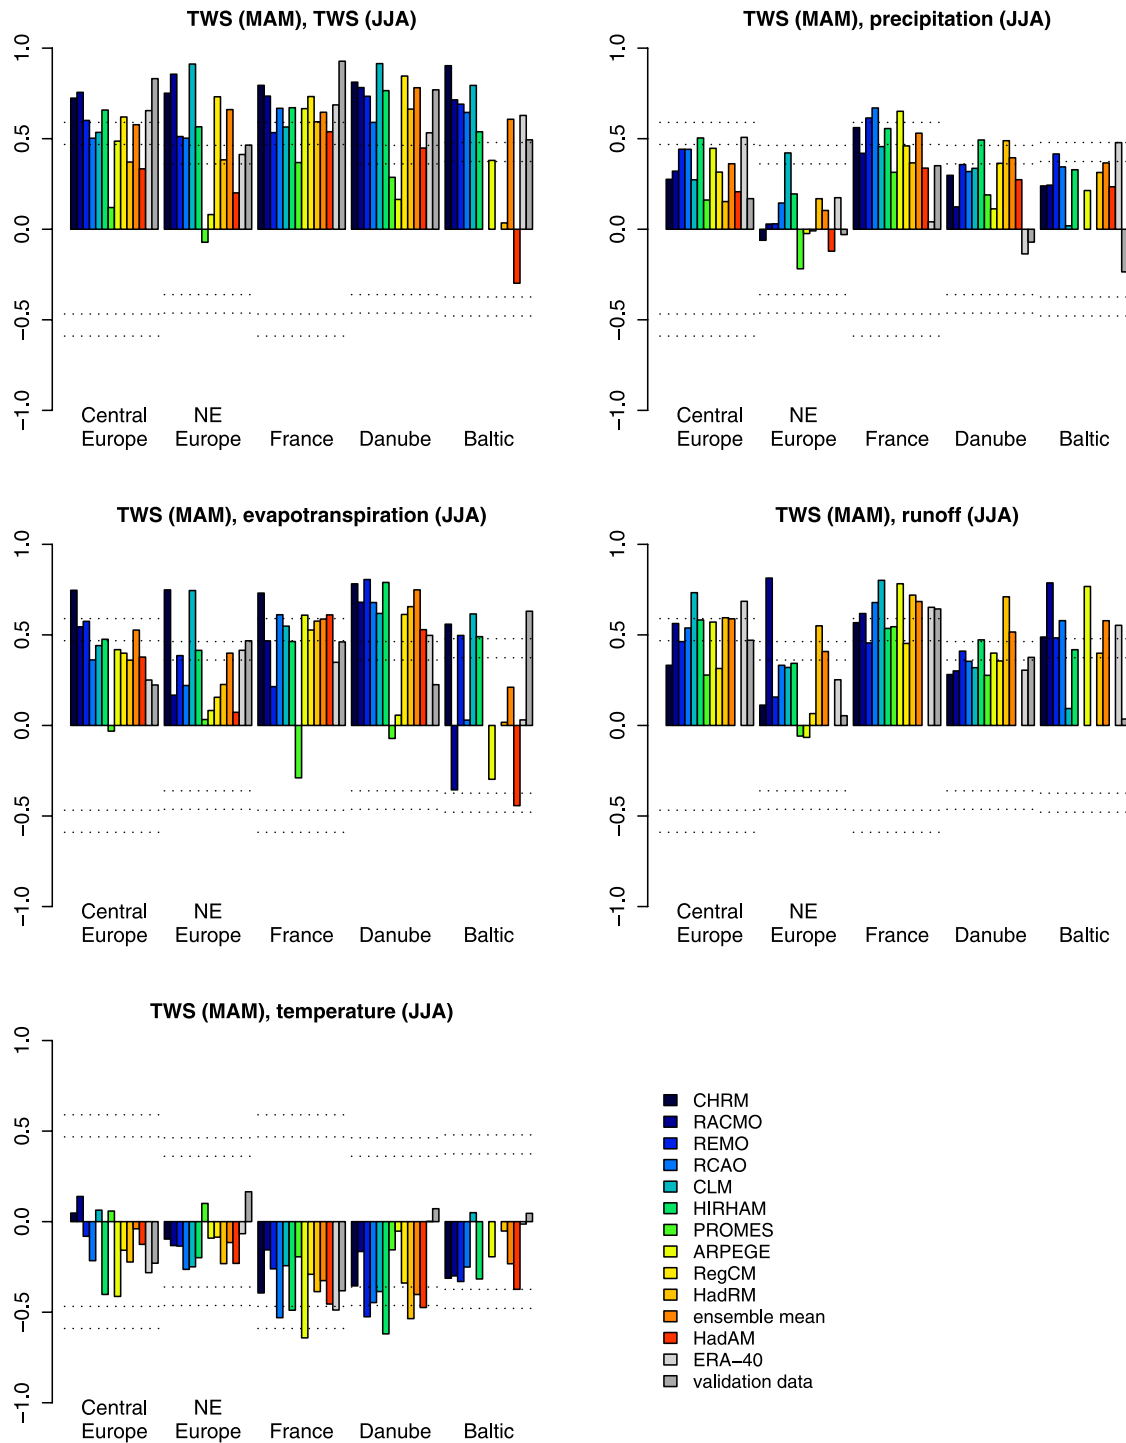 TWS (MAM), TWS (JJA)
1.0
0.5
0.0
−0.5
−1.0
Central
Europe
NE
Europe
France
Danube
Baltic
TWS (MAM), precipitation (JJA)
1.0
0.5
0.0
−0.5
−1.0
Central
Europe
NE
Europe
France
Danube
Baltic
TWS (MAM), evapotranspiration (JJA)
1.0
0.5
0.0
−0.5
−1.0
Central
Europe
NE
Europe
France
Danube
Baltic
TWS (MAM), runoff (JJA)
1.0
0.5
0.0
−0.5
−1.0
Central
Europe
NE
Europe
France
Danube
Baltic
TWS (MAM), temperature (JJA)
1.0
0.5
0.0
−0.5
−1.0
Central
Europe
NE
Europe
France
Danube
Baltic
CHRM
RACMO
REMO
RCAO
CLM
HIRHAM
PROMES
ARPEGE
RegCM
HadRM
ensemble mean
HadAM
ERA−40
validation data